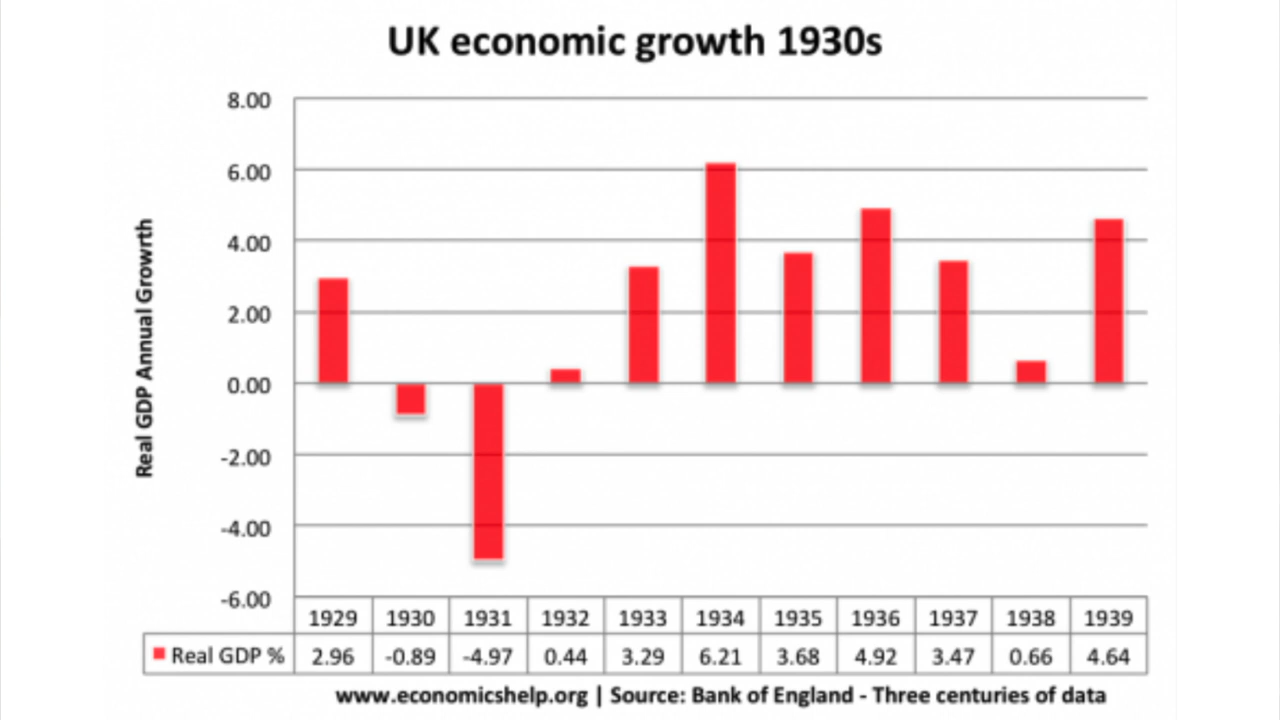 UK economic growth 1930s
8.00
6.00
4.00
2.00
0.00
-2.00
-4.00
-6.00
Real GDP Annual Growrth
1929 1930 1931 1932 1933 1934 1935 1936 1937 1938 1939
Real GDP % 2.96 -0.89 -4.97 0.44 3.29 6.21 3.68 4.92 3.47 0.66 4.64
www.economicshelp.org | Source: Bank of England - Three centuries of data